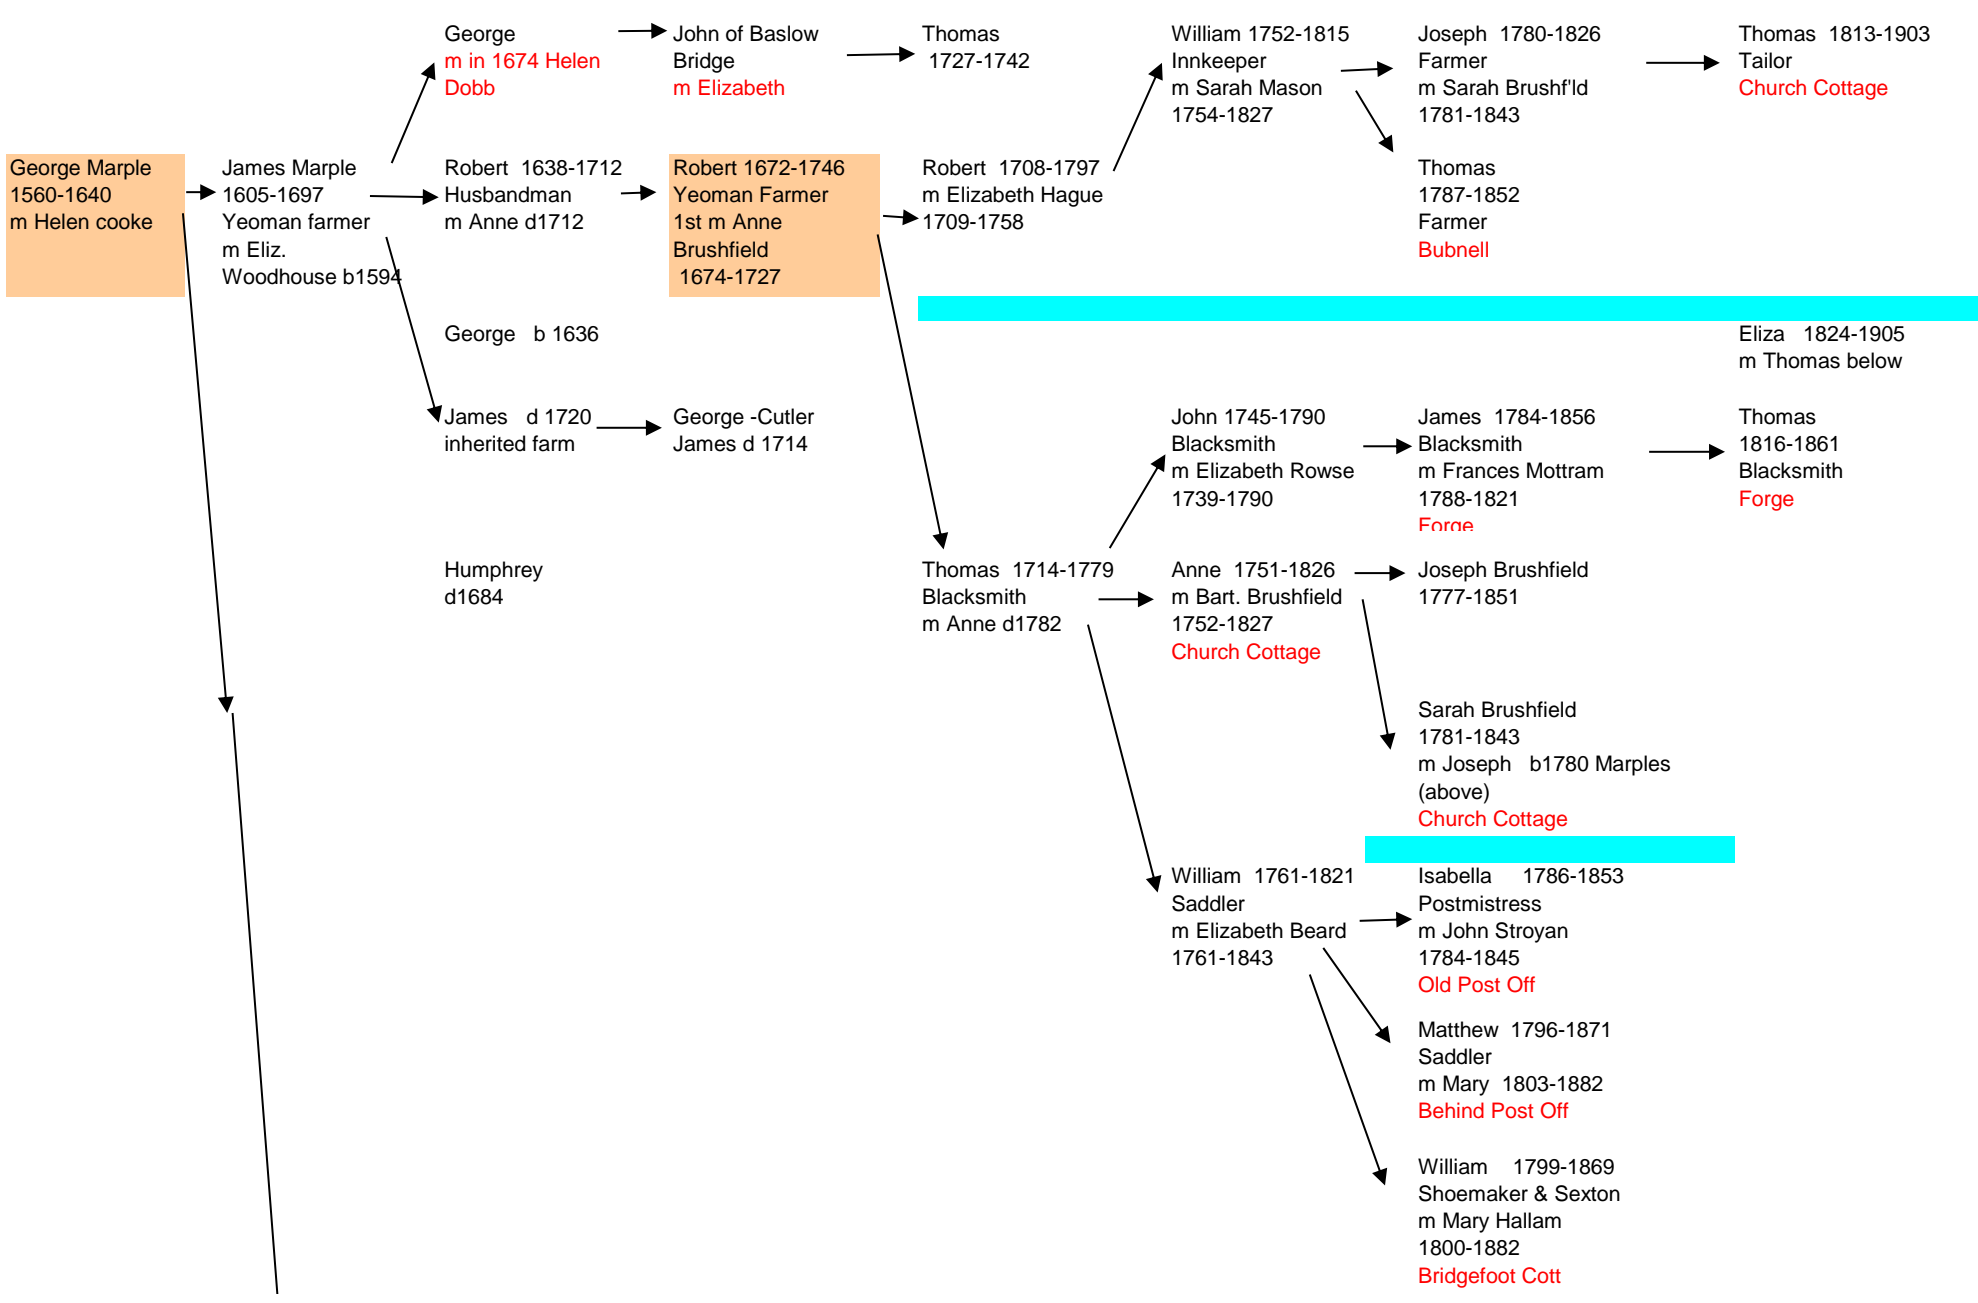 George
m in 1674 Helen
Dobb
John of Baslow
Bridge
m Elizabeth
Thomas
1727-1742
William 1752-1815
Innkeeper
m Sarah Mason
1754-1827
Joseph 1780-1826
Farmer
m Sarah Brushf'ld
1781-1843
Thomas 1813-1903
Tailor
Church Cottage
George Marple
1560-1640
m Helen cooke
James Marple
1605-1697
Yeoman farmer
m Eliz.
Woodhouse b1594
Robert 1638-1712
Husbandman
m Anne d1712
Robert 1672-1746
Yeoman Farmer
1st m Anne
Brushfield
1674-1727
Robert 1708-1797
m Elizabeth Hague
1709-1758
Thomas
1787-1852
Farmer
Bubnell
George b 1636
Eliza 1824-1905
m Thomas below
James d 1720
inherited farm
George -Cutler
James d 1714
John 1745-1790
Blacksmith
m Elizabeth Rowse
1739-1790
James 1784-1856
Blacksmith
m Frances Mottram
1788-1821
Forge
Thomas
1816-1861
Blacksmith
Forge
Humphrey
d1684
Thomas 1714-1779
Blacksmith
m Anne d1782
Anne 1751-1826
m Bart. Brushfield
1752-1827
Church Cottage
Joseph Brushfield
1777-1851
Sarah Brushfield
1781-1843
m Joseph b1780 Marples
(above)
Church Cottage
William 1761-1821
Saddler
m Elizabeth Beard
1761-1843
Isabella 1786-1853
Postmistress
m John Stroyan
1784-1845
Old Post Off
Matthew 1796-1871
Saddler
m Mary 1803-1882
Behind Post Off
William 1799-1869
Shoemaker & Sexton
m Mary Hallam
1800-1882
Bridgefoot Cott